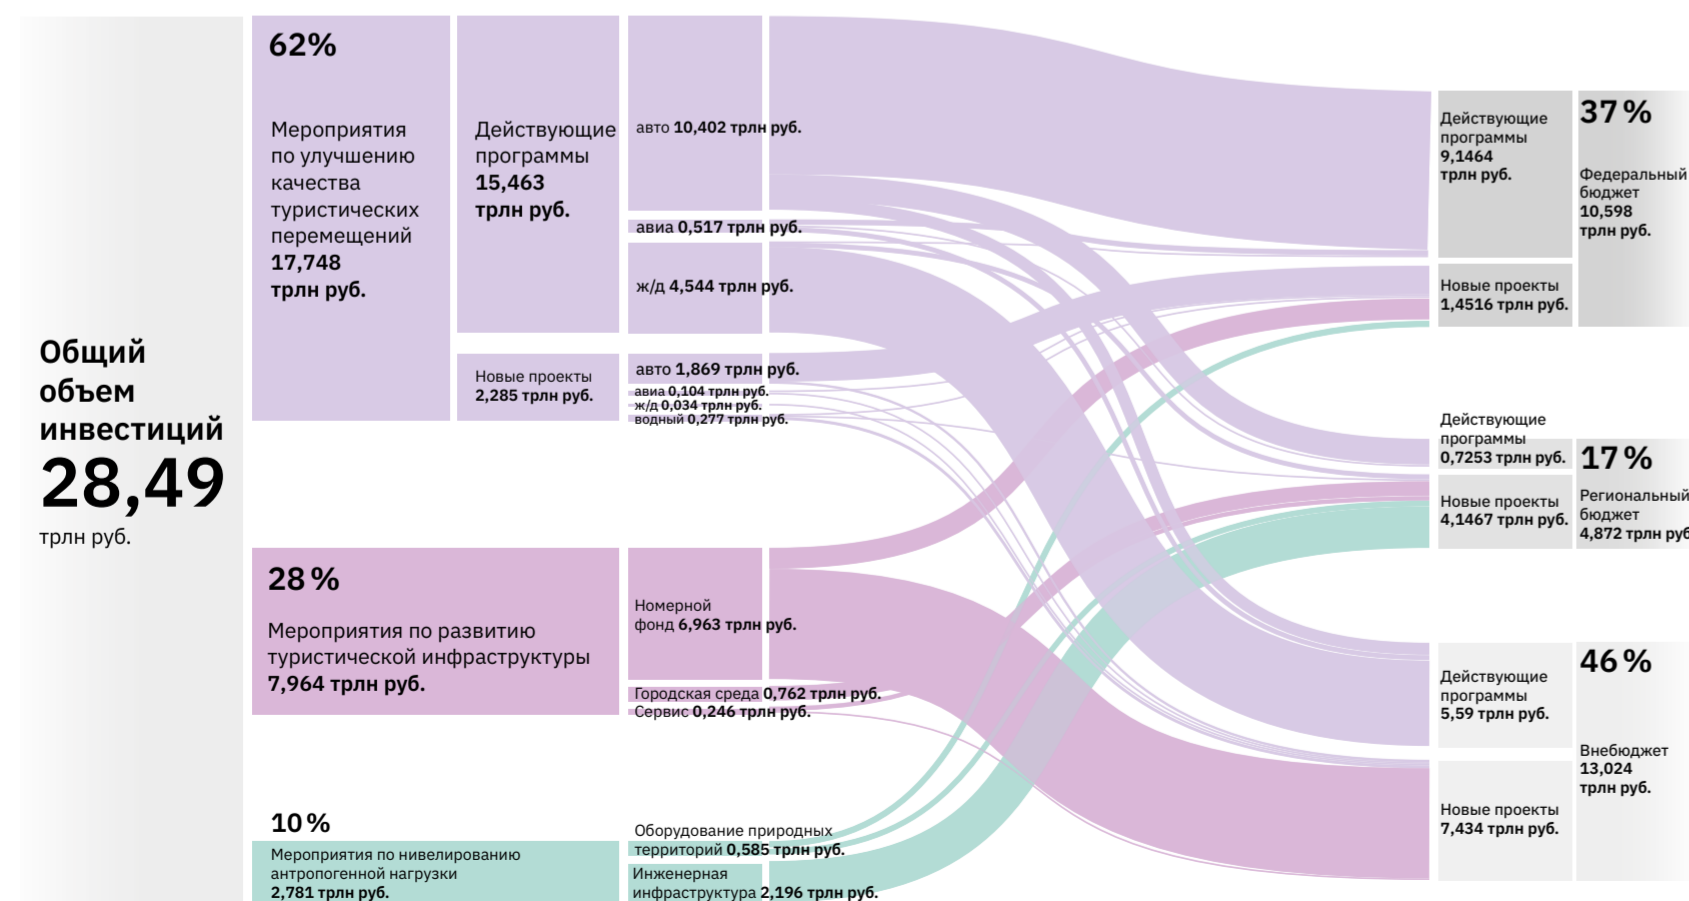 Общий
объем
инвестиций
28,49
трлн руб.
62%
Мероприятия
по улучшению
качества
туристических
перемещений
17,748
трлн руб.
Действующие
программы
15,463
трлн руб.
авто 10,402 трлн руб.
авиа 0,517 трлн руб.
ж/д 4,544 трлн руб.
Новые проекты
2,285 трлн руб.
авто 1,869 трлн руб.
авиа 0,104 трлн руб.
ж/д 0,034 трлн руб.
водный 0,277 трлн руб.
28%
Мероприятия по развитию
туристической инфраструктуры
7,964 трлн руб.
Номерной
фонд 6,963 трлн руб.
Городская среда 0,762 трлн руб.
Сервис 0,246 трлн руб.
10%
Мероприятия по нивелированию
антропогенной нагрузки
2,781 трлн руб.
Оборудование природных
территорий 0,585 трлн руб.
Инженерная
инфраструктура 2,196 трлн руб.
Действующие
программы
9,1464
трлн руб.
Новые проекты
1,4516 трлн руб.
37%
Федеральный
бюджет
10,598
трлн руб.
Действующие
программы
0,7253 трлн руб.
Новые проекты
4,1467 трлн руб.
17%
Региональный
бюджет
4,872 трлн руб
Действующие
программы
5,59 трлн руб.
Новые проекты
7,434 трлн руб.
46%
Внебюджет
13,024
трлн руб.